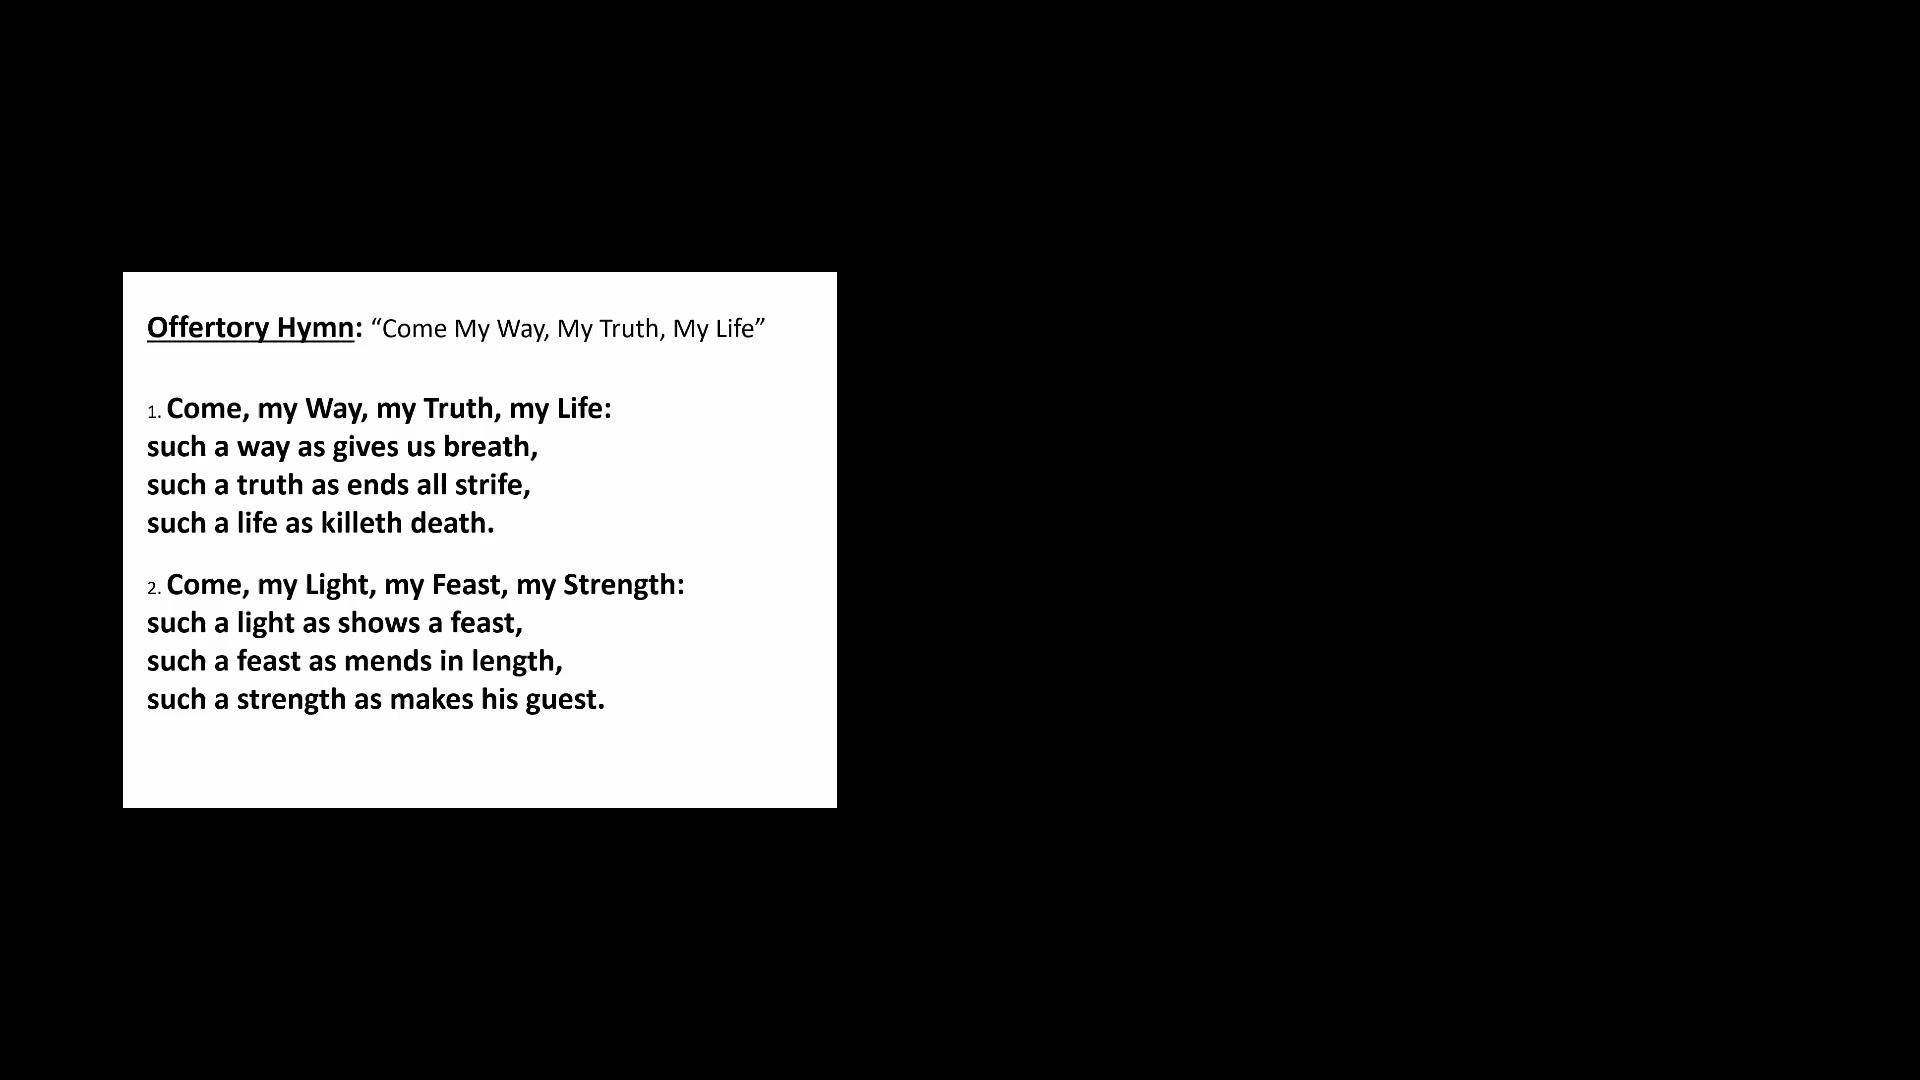 Offertory Hymn: “Come My Way, My Truth, My Life”
1. Come, my Way, my Truth, my Life:
such a way as gives us breath,
such a truth as ends all strife,
such a life as killeth death.
2. Come, my Light, my Feast, my Strength:
such a light as shows a feast,
such a feast as mends in length,
such a strength as makes his guest.